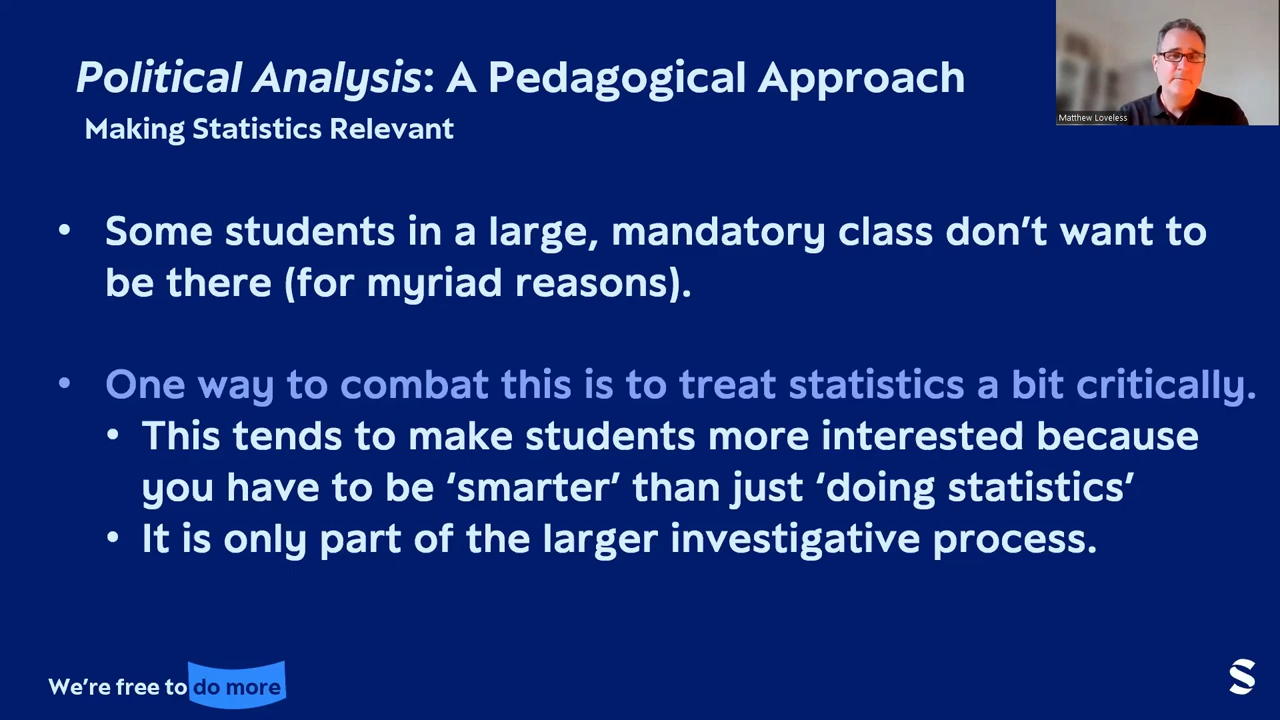 Political Analysis: A Pedagogical Approach
Making Statistics Relevant
Matthew Loveless
• Some students in a large, mandatory class don’t want to
be there (for myriad reasons).
• One way to combat this is to treat statistics a bit critically.
• This tends to make students more interested because
you have to be ‘smarter’ than just ‘doing statistics’
• It is only part of the larger investigative process.
We’re free to do more
S